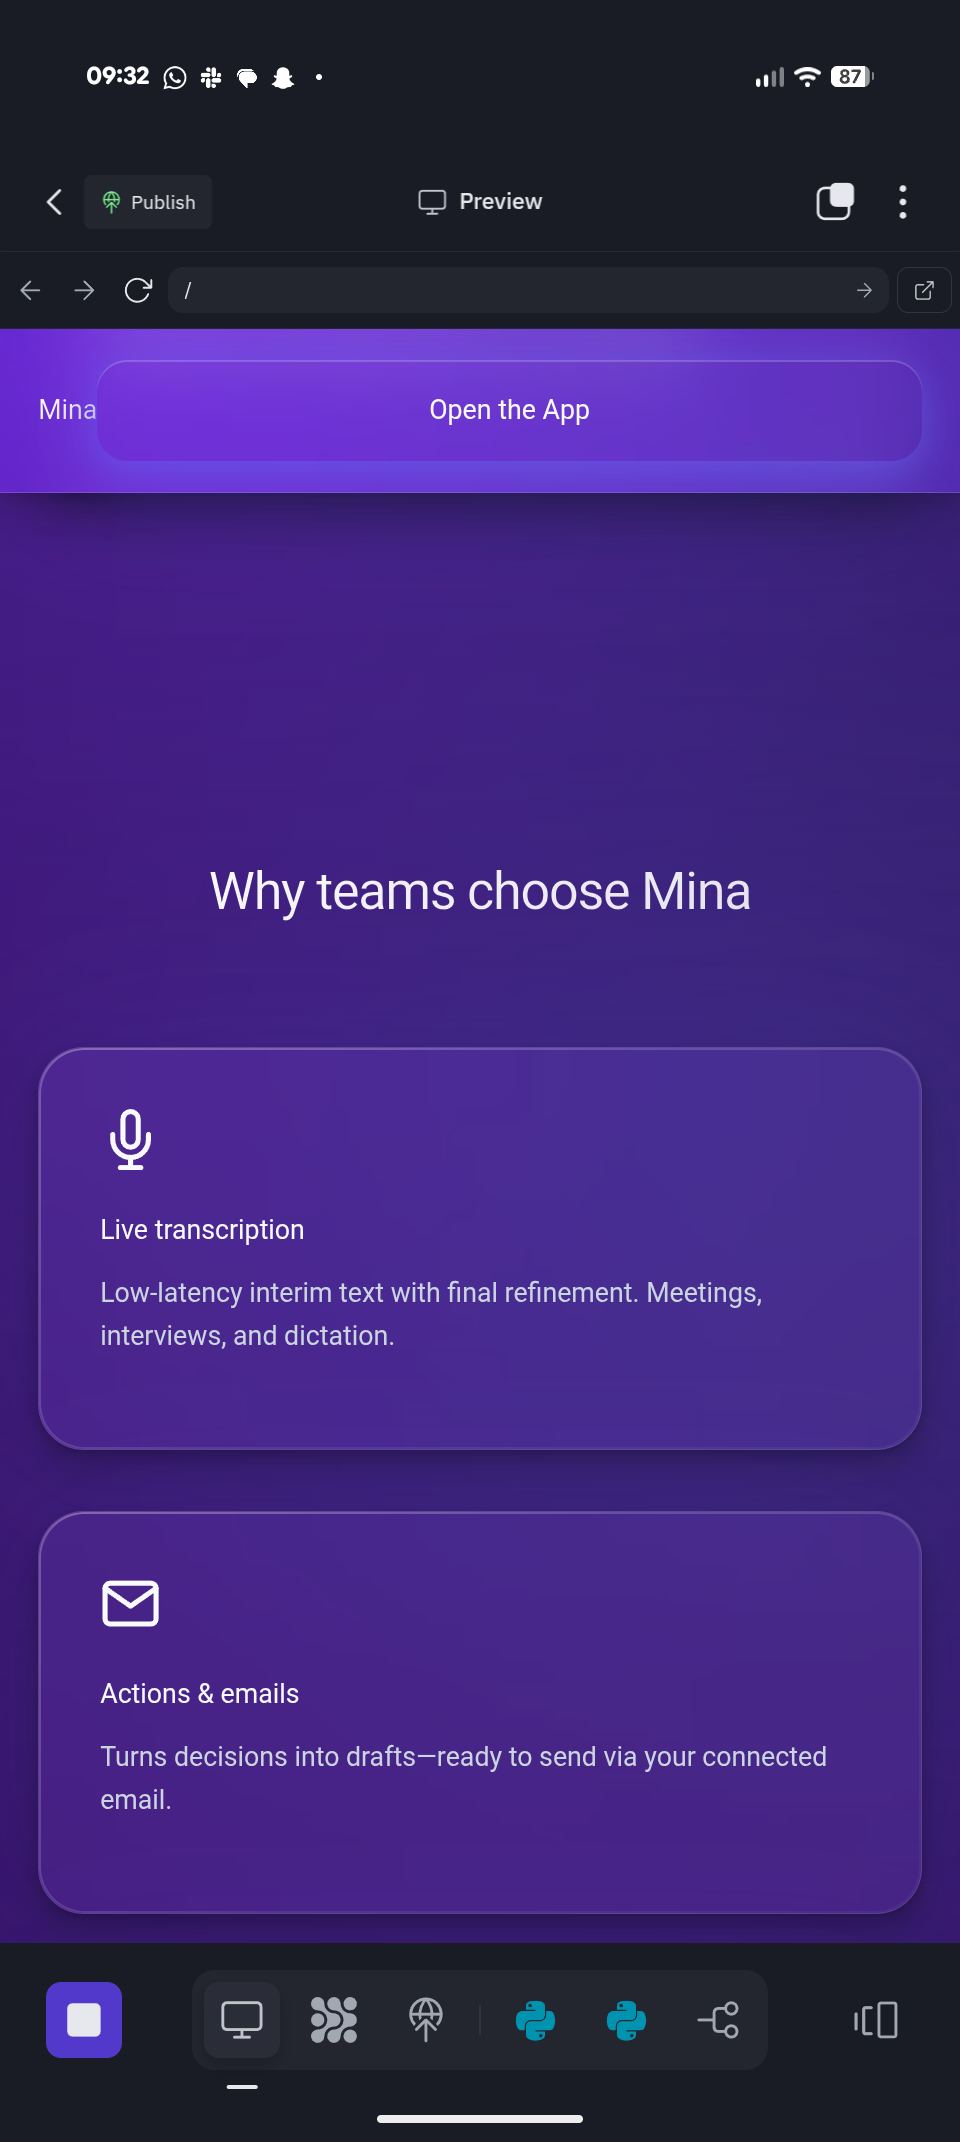 09:32
87
Publish
Preview
/
Mina
Open the App
Why teams choose Mina
Live transcription
Low-latency interim text with final refinement. Meetings,
interviews, and dictation.
Actions & emails
Turns decisions into drafts—ready to send via your connected
email.